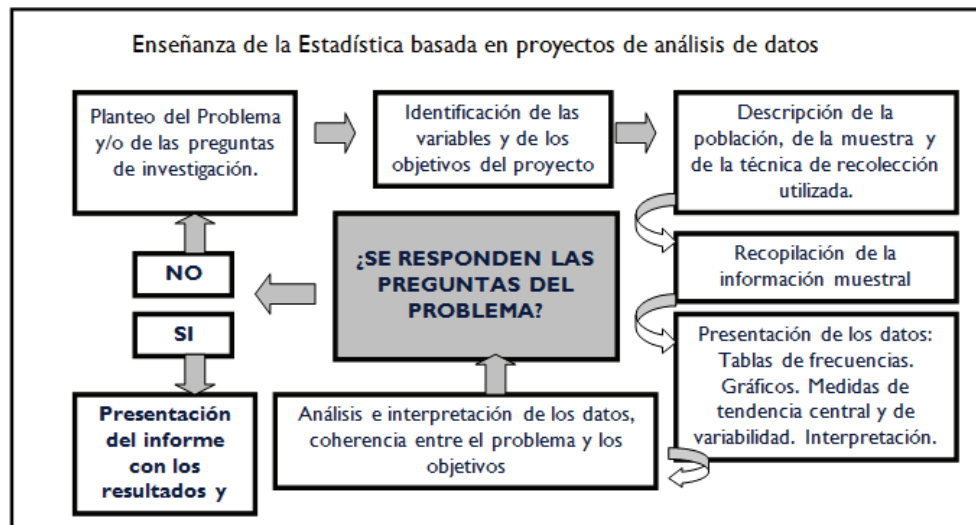 Enseñanza de la Estadística basada en proyectos de análisis de datos
Planteo del Problema
y/o de las preguntas
de investigación.
Identificación de las
variables y de los
objetivos del proyecto
Descripción de la
población, de la muestra y
de la técnica de recolección
utilizada.
Recopilación de la
información muestral
Presentación de los datos:
Tablas de frecuencias.
Gráficos. Medidas de
tendencia central y de
variabilidad. Interpretación.
Análisis e interpretación de los datos,
coherencia entre el problema y los
objetivos
¿SE RESPONDEN LAS
PREGUNTAS DEL
PROBLEMA?
NO
SI
Presentación
del informe
con los
resultados y